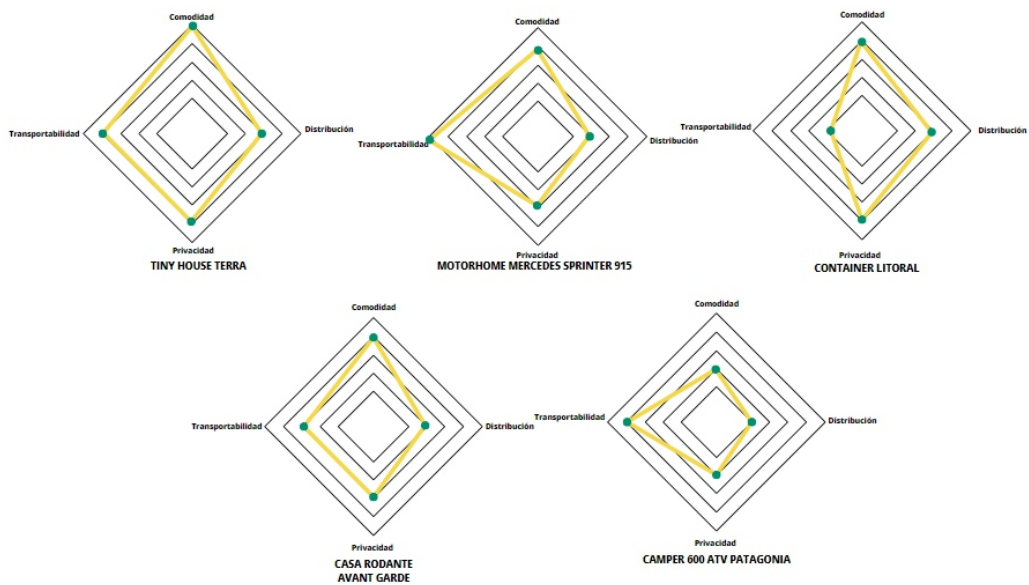 Comodidad
Transportabilidad
Distribución
Privacidad
TINY HOUSE TERRA
Comodidad
Transportabilidad
Distribución
Privacidad
MOTORHOME MERCEDES SPRINTER 915
Comodidad
Transportabilidad
Distribución
Privacidad
CONTAINER LITORAL
Comodidad
Transportabilidad
Distribución
Privacidad
CASA RODANTE
AVANT GARDE
Comodidad
Transportabilidad
Distribución
Privacidad
CAMPER 600 ATV PATAGONIA